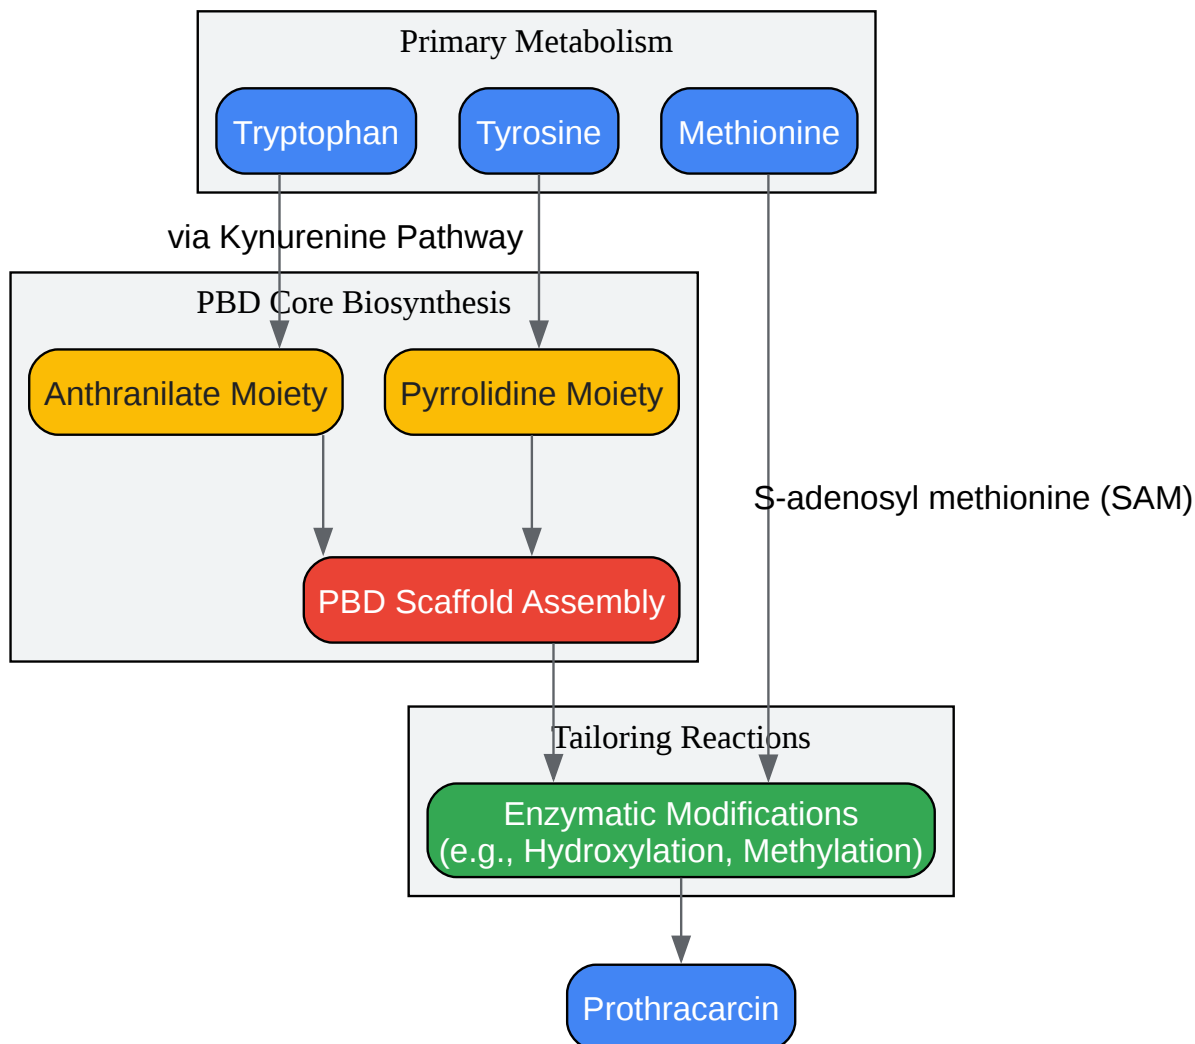 Primary Metabolism
Tryptophan
Tyrosine
Methionine
via Kynurenine Pathway
PBD Core Biosynthesis
Anthranilate Moiety
Pyrrolidine Moiety
S-adenosyl methionine (SAM)
PBD Scaffold Assembly
Tailoring Reactions
Enzymatic Modifications
(e.g., Hydroxylation, Methylation)
Prothracarcin